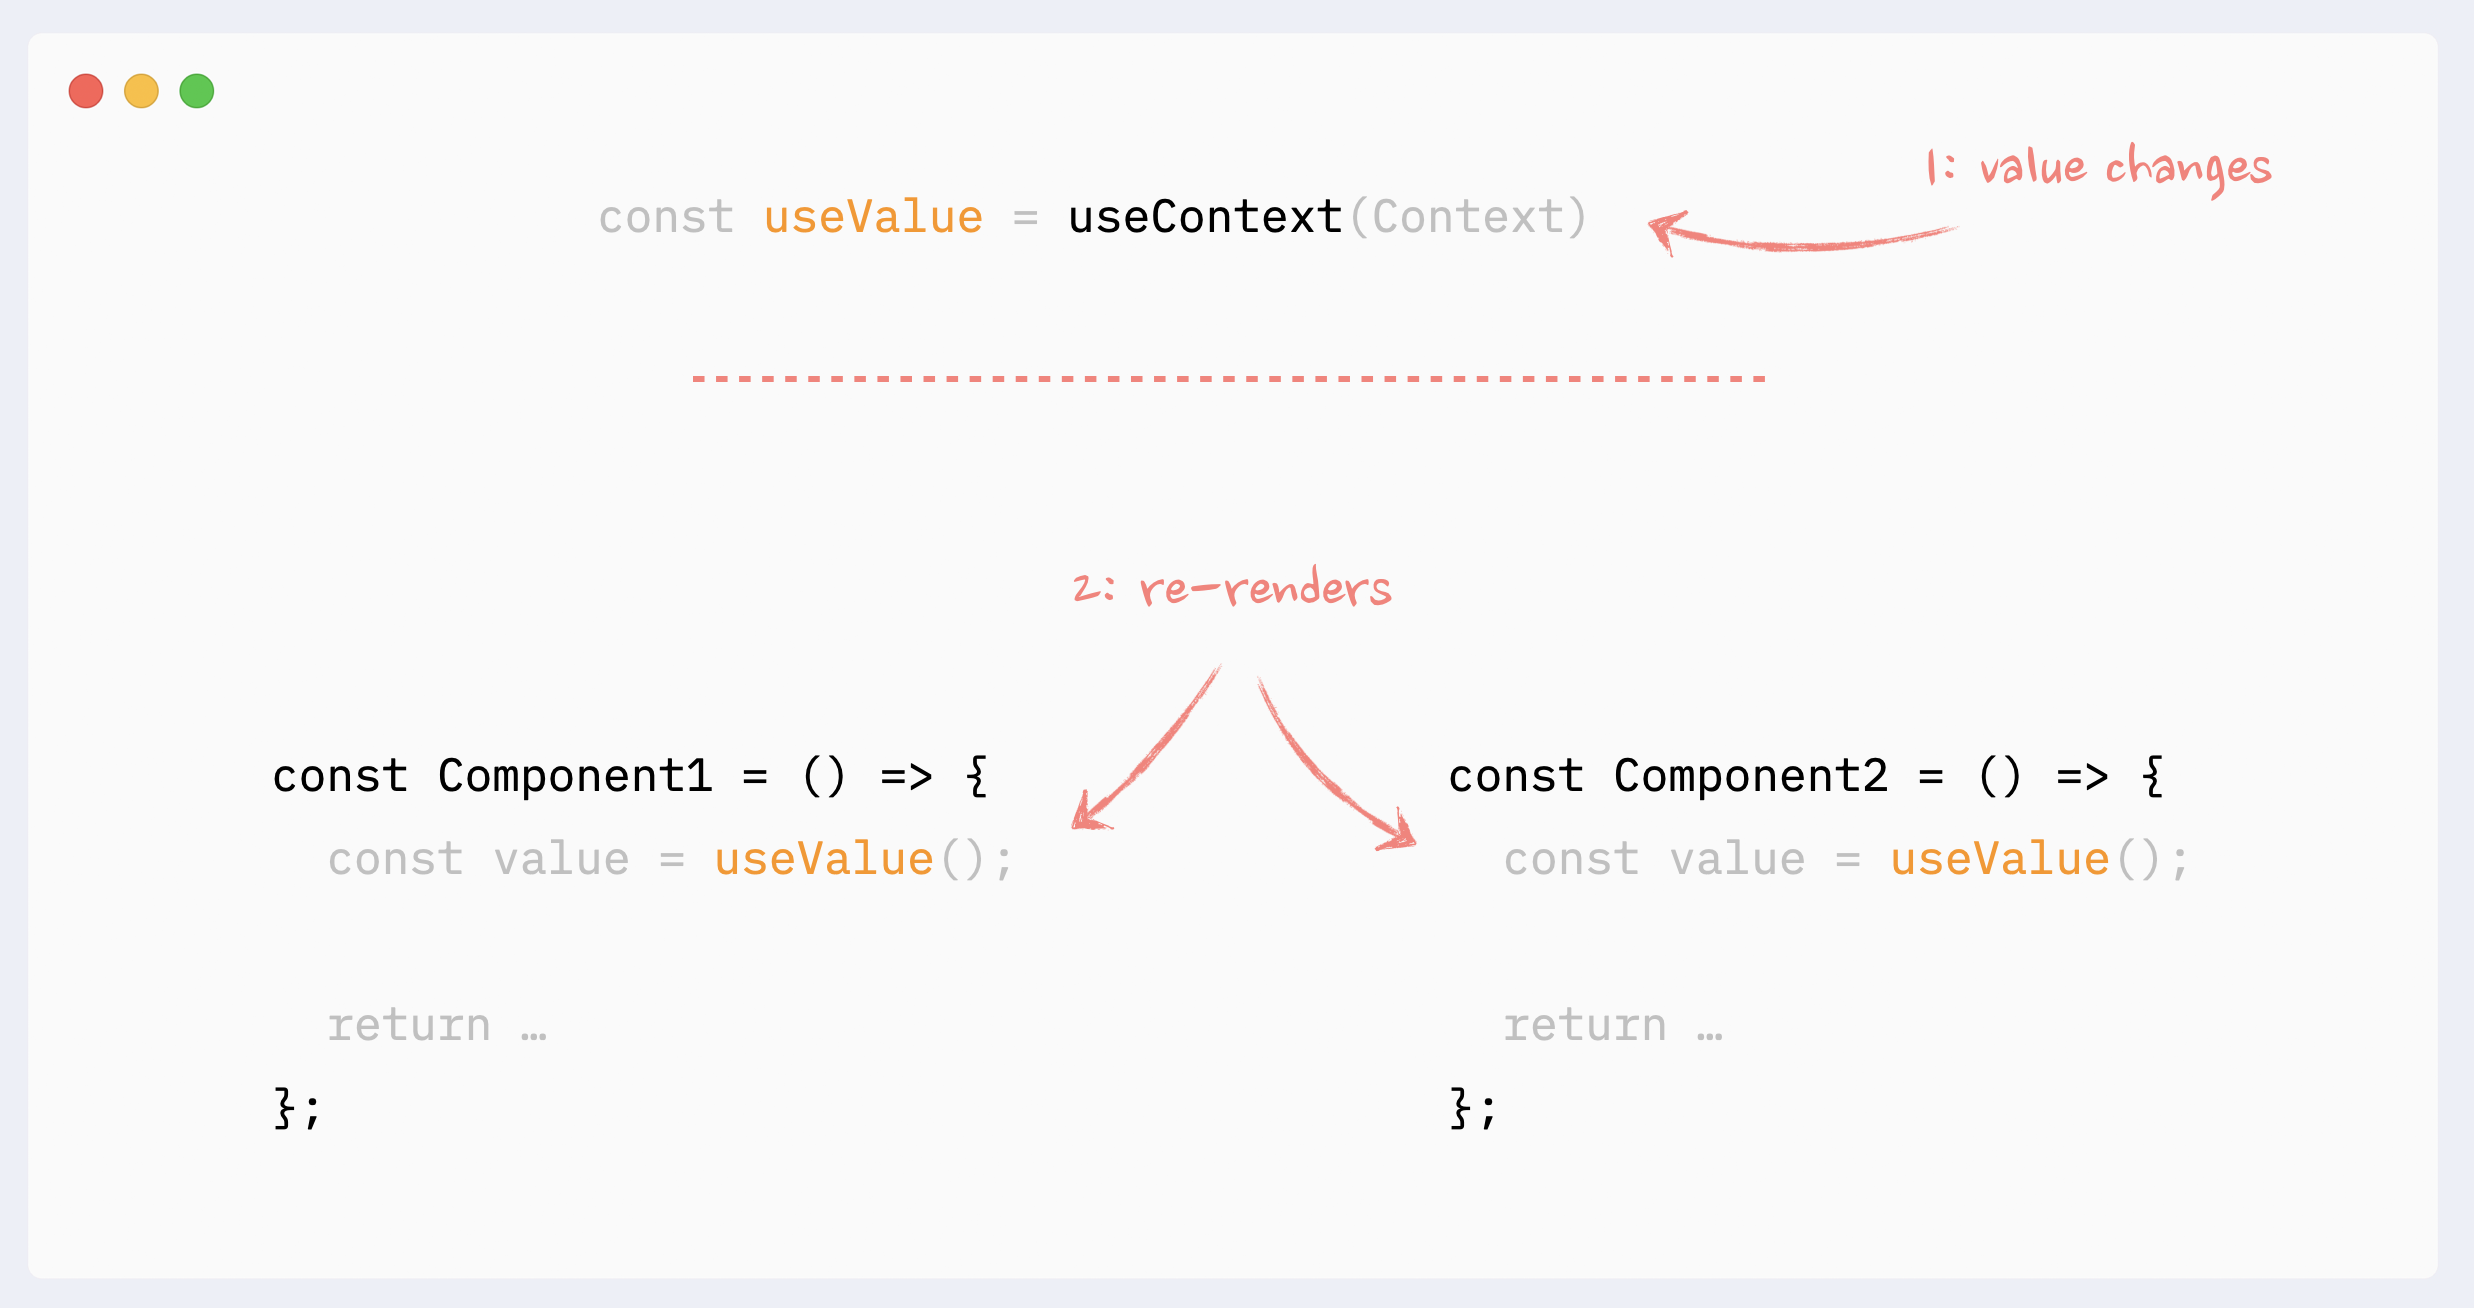 1: value changes
const useValue = useContext(Context)
2: re-renders
const Component1 = () => {
const value = useValue();
return …
};
const Component2 = () => {
const value = useValue();
return …
};